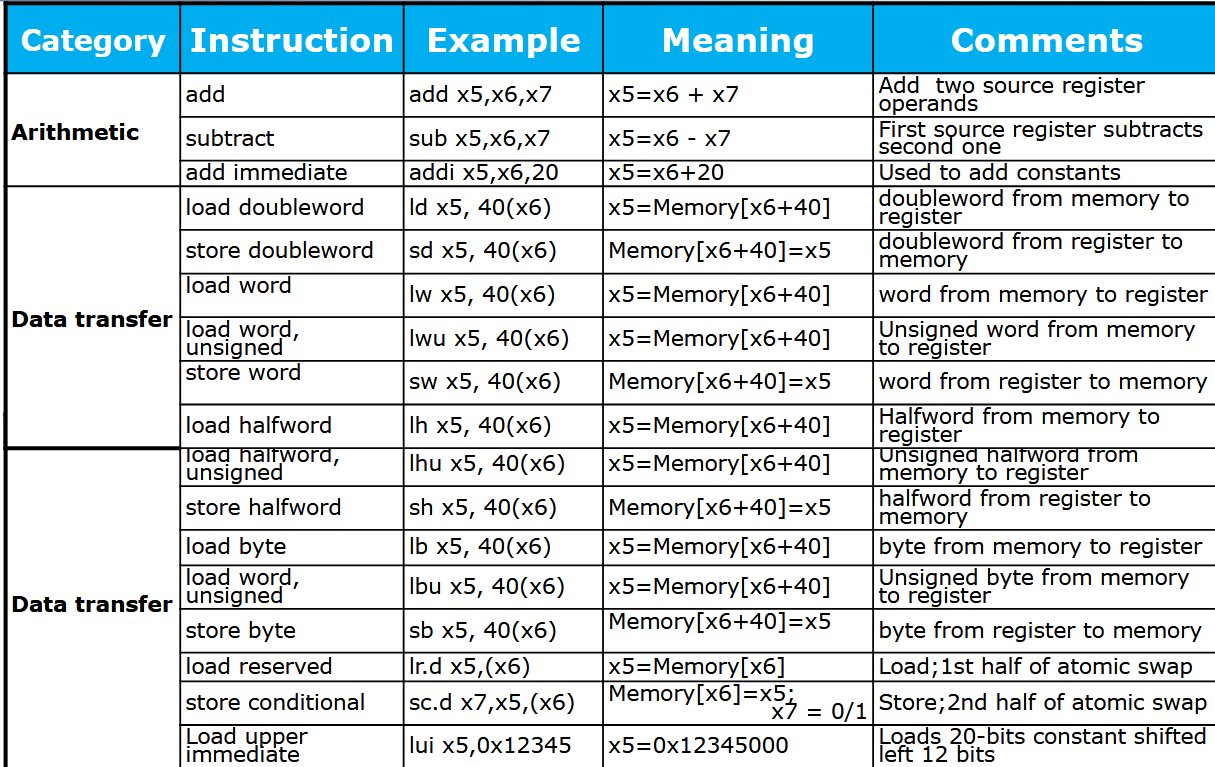 Category Instruction Example Meaning Comments
Arithmetic
add
add x5,x6,x7
x5=x6 + x7
Add  two source register
operands
subtract
sub x5,x6,x7
x5=x6 - x7
First source register subtracts
second one
add immediate
addi x5,x6,20
x5=x6+20
Used to add constants
Data transfer
load doubleword
ld x5, 40(x6)
x5=Memory[x6+40]
doubleword from memory to
register
store doubleword
sd x5, 40(x6)
Memory[x6+40]=x5
doubleword from register to
memory
load word
lw x5, 40(x6)
x5=Memory[x6+40]
word from memory to register
load word,
unsigned
lwu x5, 40(x6)
x5=Memory[x6+40]
Unsigned word from memory
to register
store word
sw x5, 40(x6)
Memory[x6+40]=x5
word from register to memory
load halfword
lh x5, 40(x6)
x5=Memory[x6+40]
Halfword from memory to
register
Data transfer
load halfword,
unsigned
lhu x5, 40(x6)
x5=Memory[x6+40]
Unsigned halfword from
memory to register
store halfword
sh x5, 40(x6)
Memory[x6+40]=x5
halfword from register to
memory
load byte
lb x5, 40(x6)
x5=Memory[x6+40]
byte from memory to register
load word,
unsigned
lbu x5, 40(x6)
x5=Memory[x6+40]
Unsigned byte from memory
to register
store byte
sb x5, 40(x6)
Memory[x6+40]=x5
byte from register to memory
load reserved
lr.d x5,(x6)
x5=Memory[x6]
Load;1st half of atomic swap
store conditional
sc.d x7,x5,(x6)
Memory[x6]=x5;
x7 = 0/1
Store;2nd half of atomic swap
Load upper
immediate
lui x5,0x12345
x5=0x12345000
Loads 20-bits constant shifted
left 12 bits